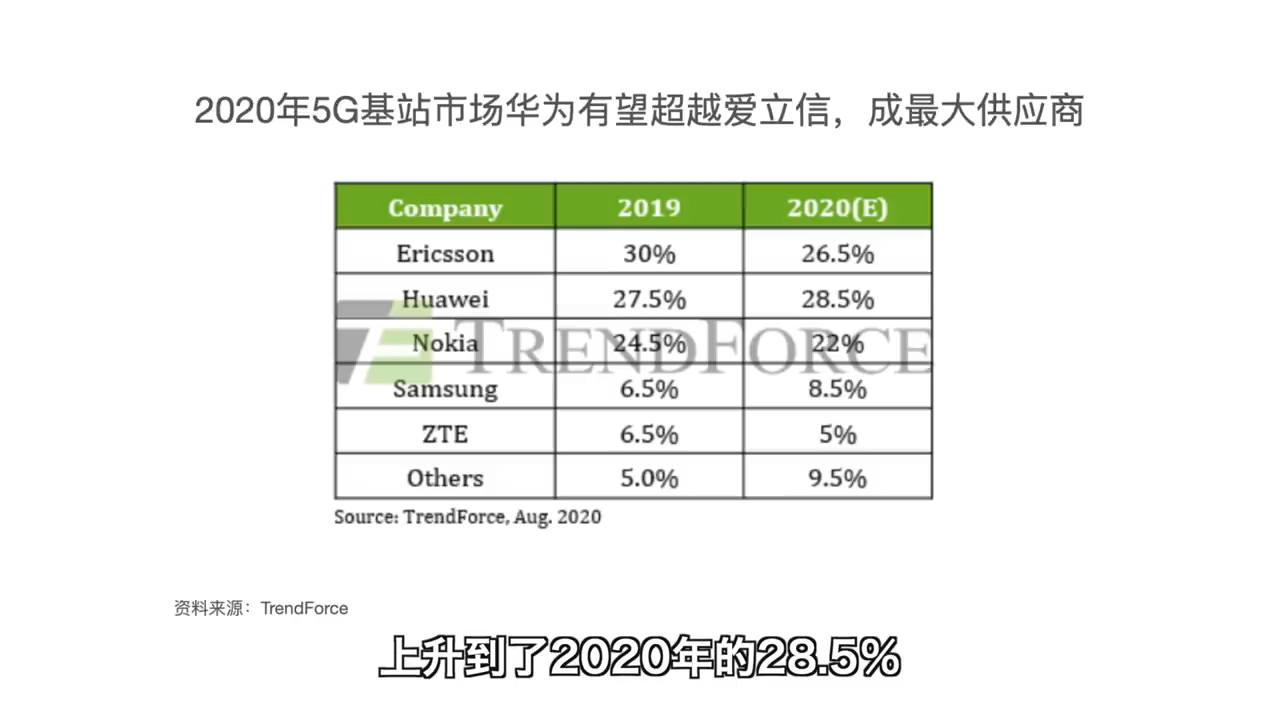 2020年5G基站市场华为有望超越爱立信，成最大供应商
Company 2019 2020(E)
Ericsson 30% 26.5%
Huawei 27.5% 28.5%
TRENDFORCE
Nokia 24.5% 22%
Samsung 6.5% 8.5%
ZTE 6.5% 5%
Others 5.0% 9.5%
Source: TrendForce, Aug. 2020
资料来源：TrendForce
上升到了2020年的28.5%